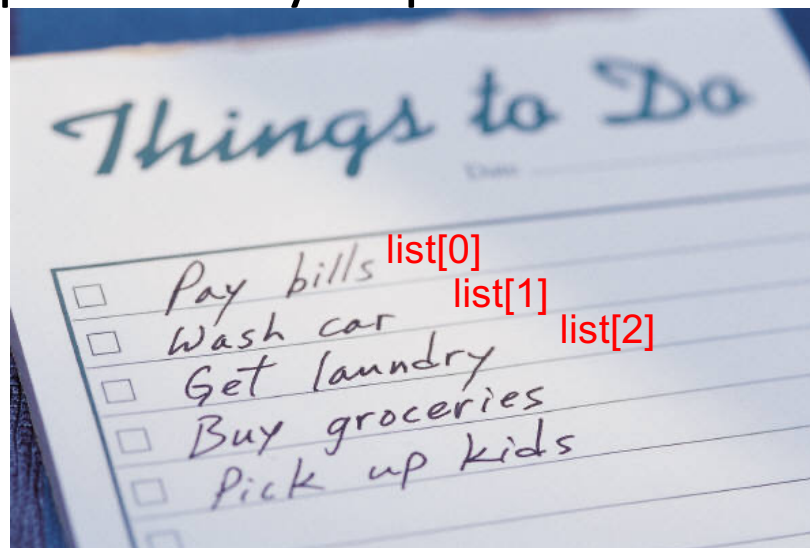 Things to Do
Date
Pay bills list[0]
Wash car list[1]
Get laundry list[2]
Buy groceries
Pick up kids